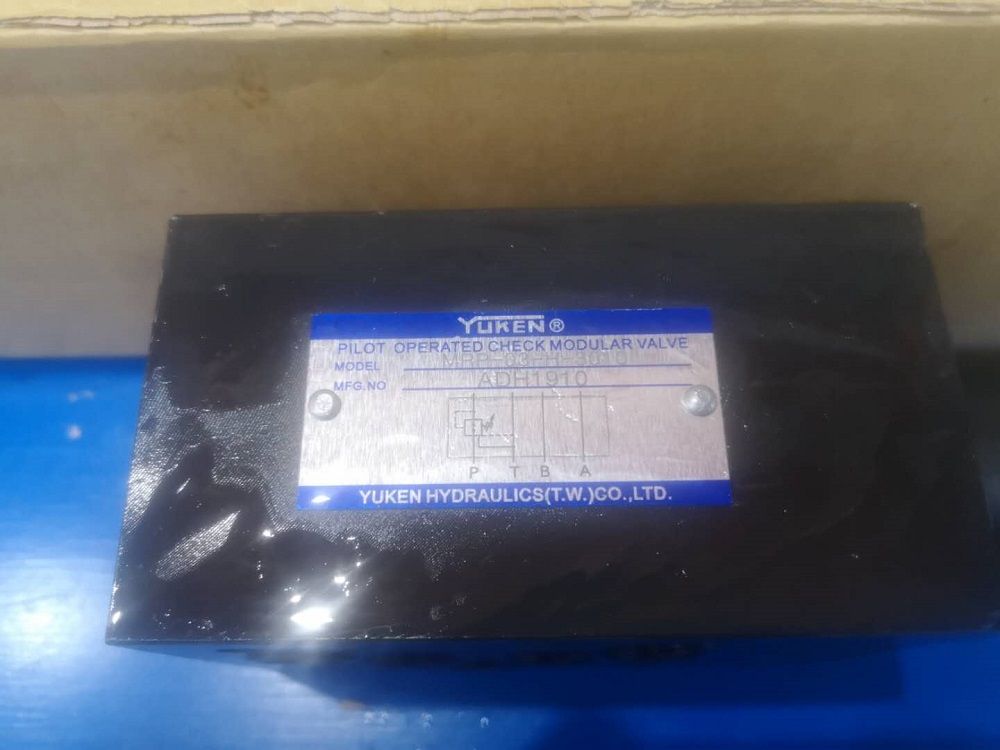 YUKEN®
PILOT OPERATED CHECK MODULAR VALVE
MODEL
MFG.NO ADH1910
P T B A
YUKEN HYDRAULICS(T.W.)CO.,LTD.